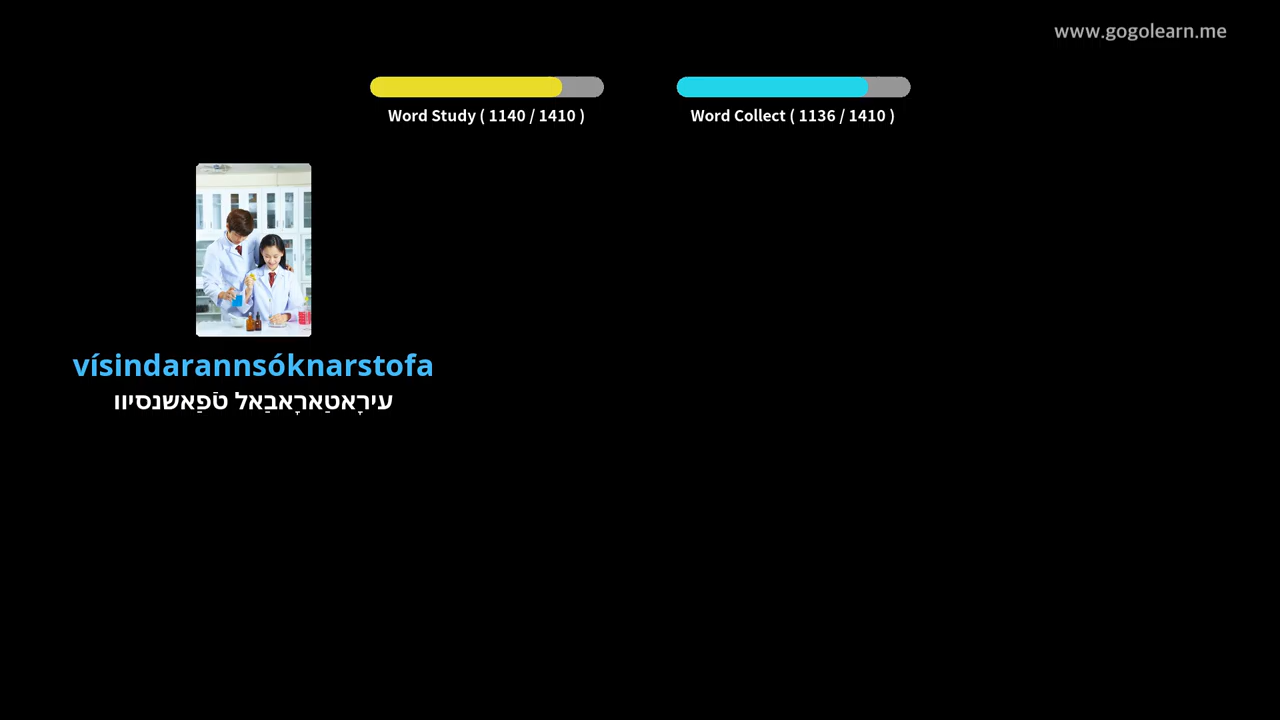 www.gogolearn.me
Word Study ( 1140 / 1410 )
Word Collect ( 1136 / 1410 )
vísindarannsóknarstofa
עירָאטַארָאבַאל טֿפַאשנסיוו